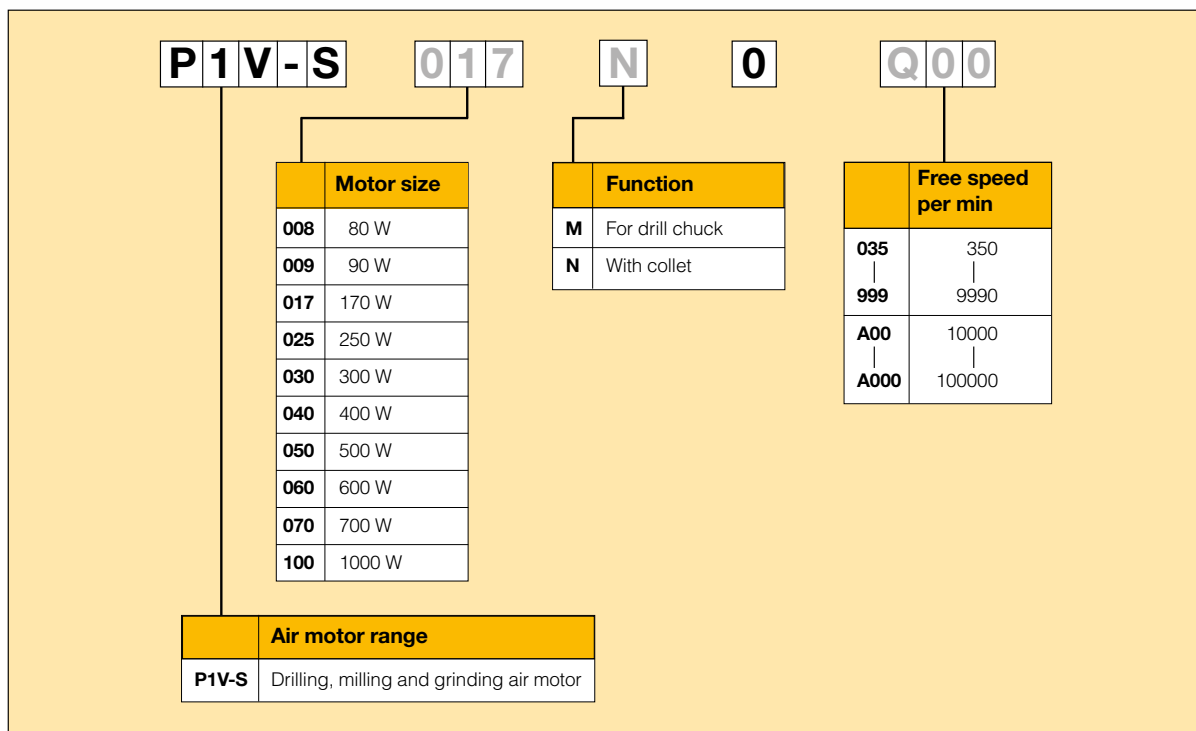 P1V-S 017 N 0 Q00
Motor size
008 80 W
009 90 W
017 170 W
025 250 W
030 300 W
040 400 W
050 500 W
060 600 W
070 700 W
100 1000 W
Function
M For drill chuck
N With collet
Free speed
per min
035 350
999 9990
A00 10000
A000 100000
Air motor range
P1V-S Drilling, milling and grinding air motor